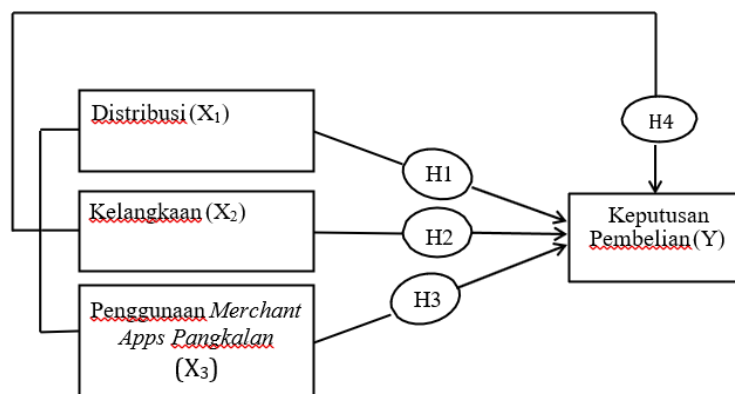 Distribusi (X₁)
H1
H4
Kelangkaan (X₂)
H2
Keputusan
Pembelian (Y)
Penggunaan Merchant
Apps Pangkalan
(X₃)
H3